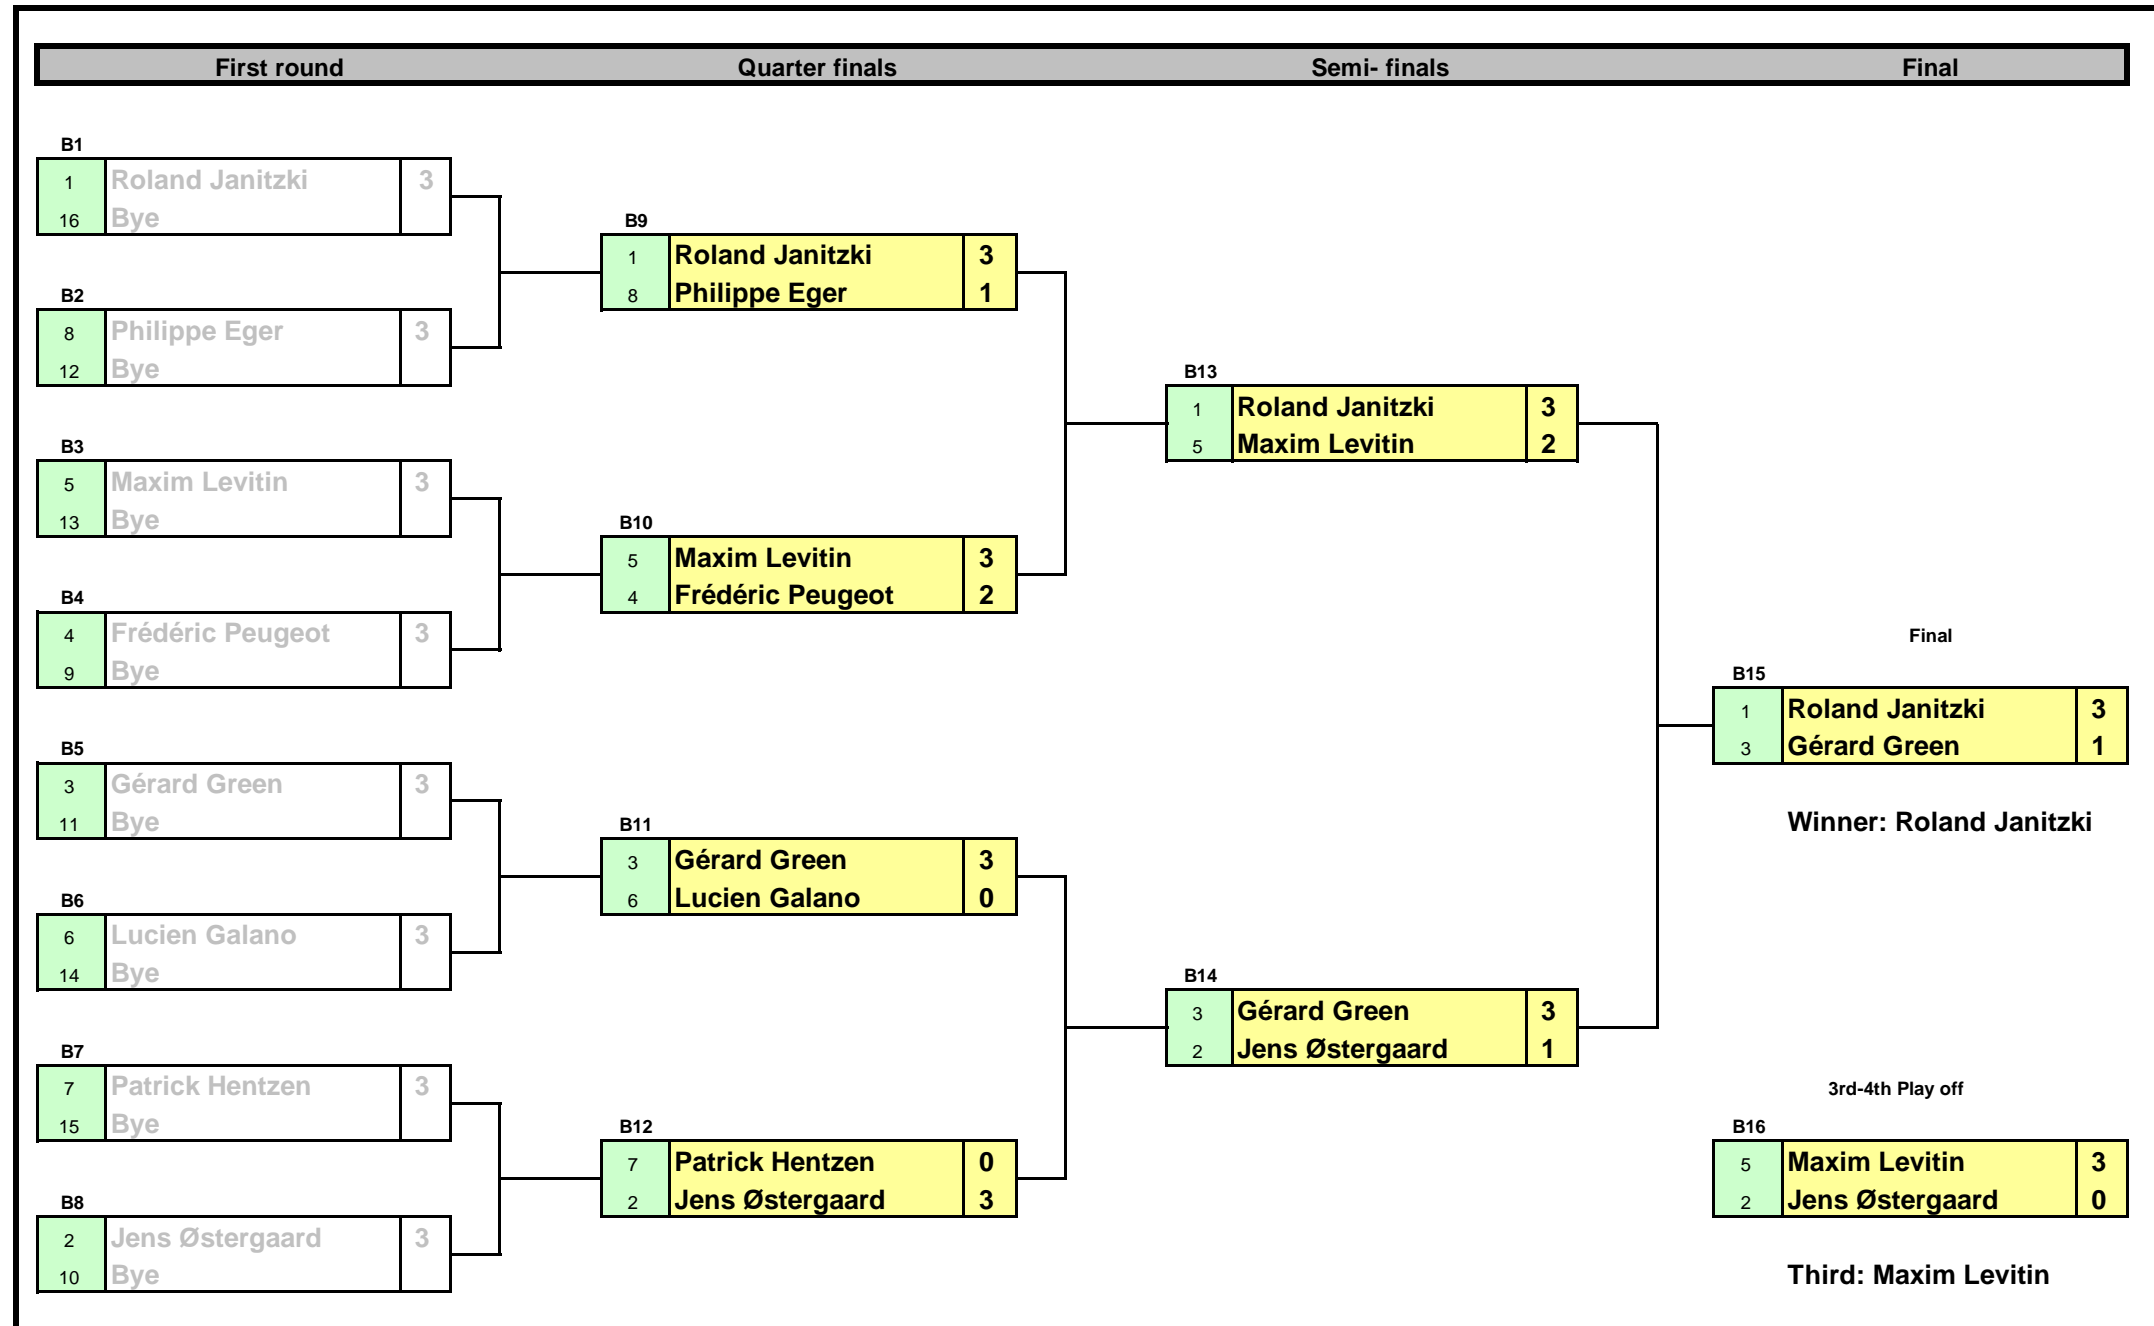 First round Quarter finals Semi- finals Final
B1
1 Roland Janitzki 3
16 Bye
B2
8 Philippe Eger 3
12 Bye
B3
5 Maxim Levitin 3
13 Bye
B4
4 Frédéric Peugeot 3
9 Bye
B5
3 Gérard Green 3
11 Bye
B6
6 Lucien Galano 3
14 Bye
B7
7 Patrick Hentzen 3
15 Bye
B8
2 Jens Østergaard 3
10 Bye
B9
1 Roland Janitzki 3
8 Philippe Eger 1
B10
5 Maxim Levitin 3
4 Frédéric Peugeot 2
B11
3 Gérard Green 3
6 Lucien Galano 0
B12
7 Patrick Hentzen 0
2 Jens Østergaard 3
B13
1 Roland Janitzki 3
5 Maxim Levitin 2
B14
3 Gérard Green 3
2 Jens Østergaard 1
Final
B15
1 Roland Janitzki 3
3 Gérard Green 1
Winner: Roland Janitzki
3rd-4th Play off
B16
5 Maxim Levitin 3
2 Jens Østergaard 0
Third: Maxim Levitin